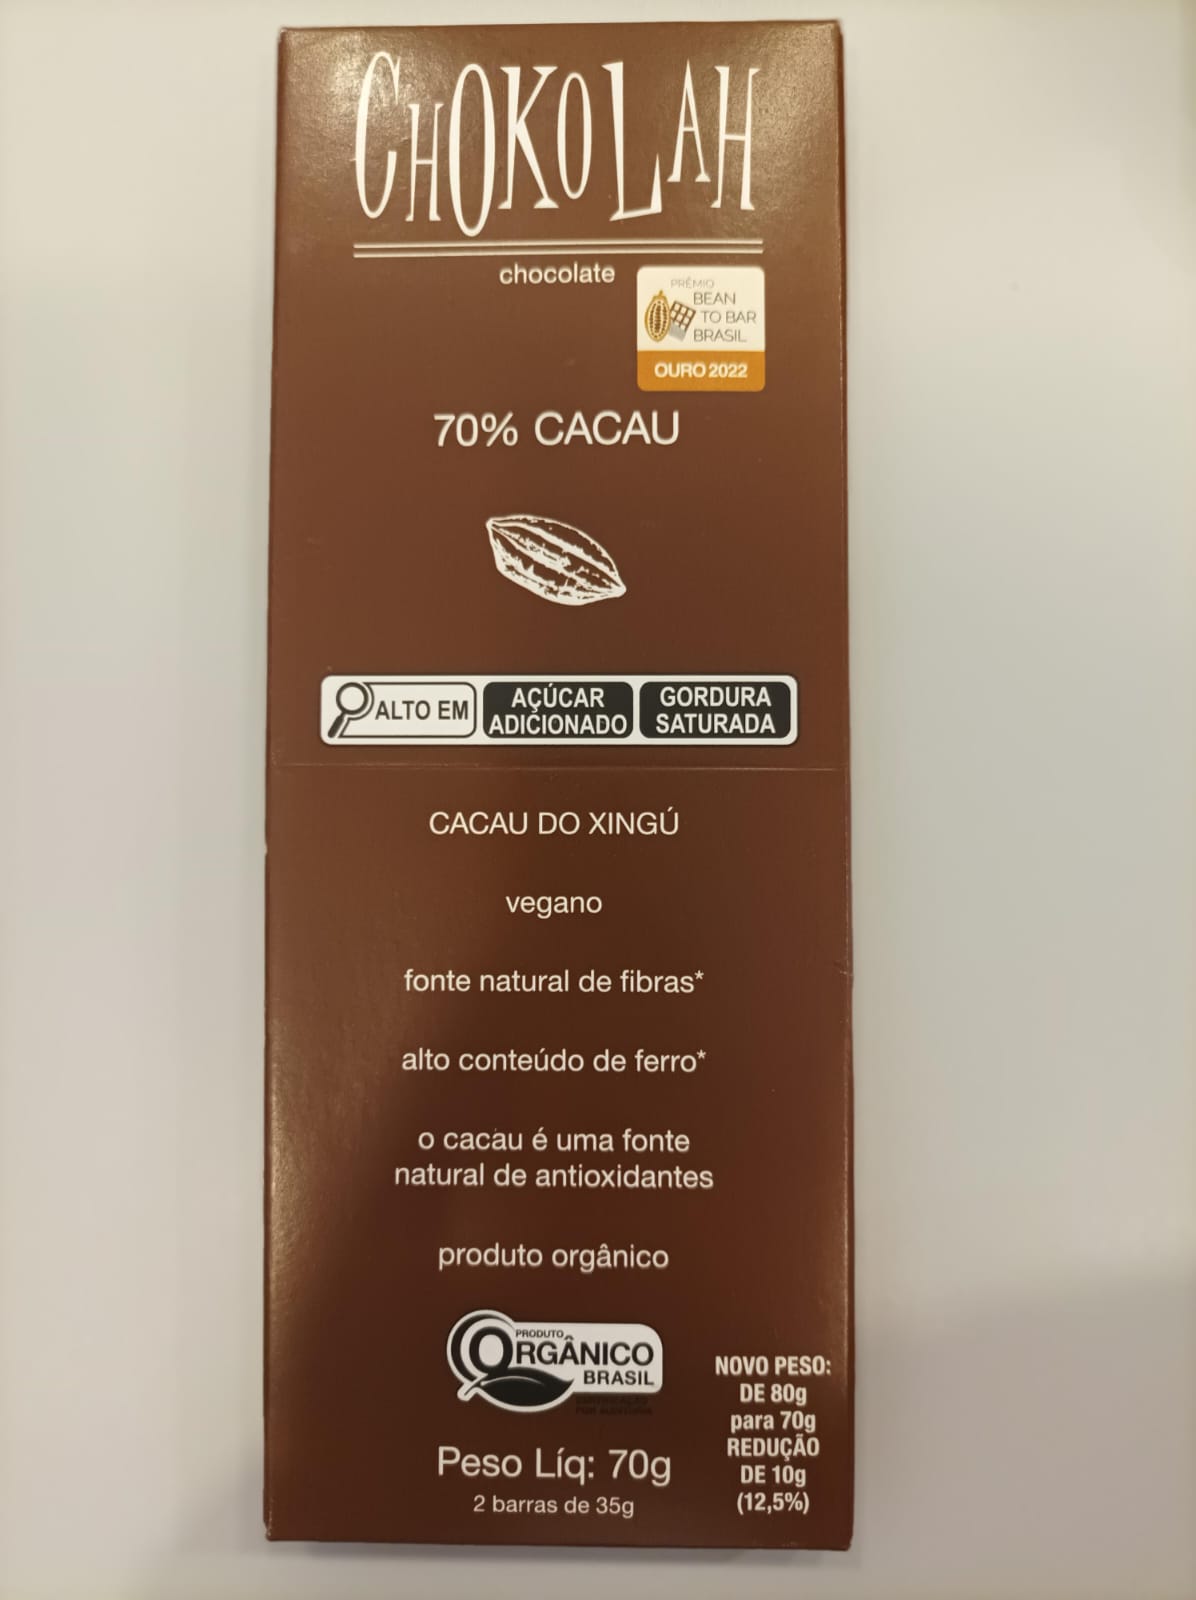 CHOKOLAH
chocolate
PRÊMIO
BEAN
TO BAR
BRASIL
OURO 2022
70% CACAU
ALTO EM
AÇÚCAR
ADICIONADO
GORDURA
SATURADA
CACAU DO XINGÚ
vegano
fonte natural de fibras*
alto conteúdo de ferro*
o cacau é uma fonte
natural de antioxidantes
produto orgânico
PRODUTO
ORGÂNICO
BRASIL
Peso Líq: 70g
2 barras de 35g
NOVO PESO:
DE 80g
para 70g
REDUÇÃO
DE 10g
(12,5%)